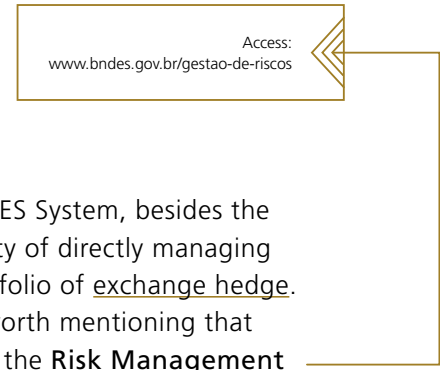 Access:
www.bndes.gov.br/gestao-de-riscos
ES System, besides the
ty of directly managing
folio of exchange hedge.
orth mentioning that
the Risk Management